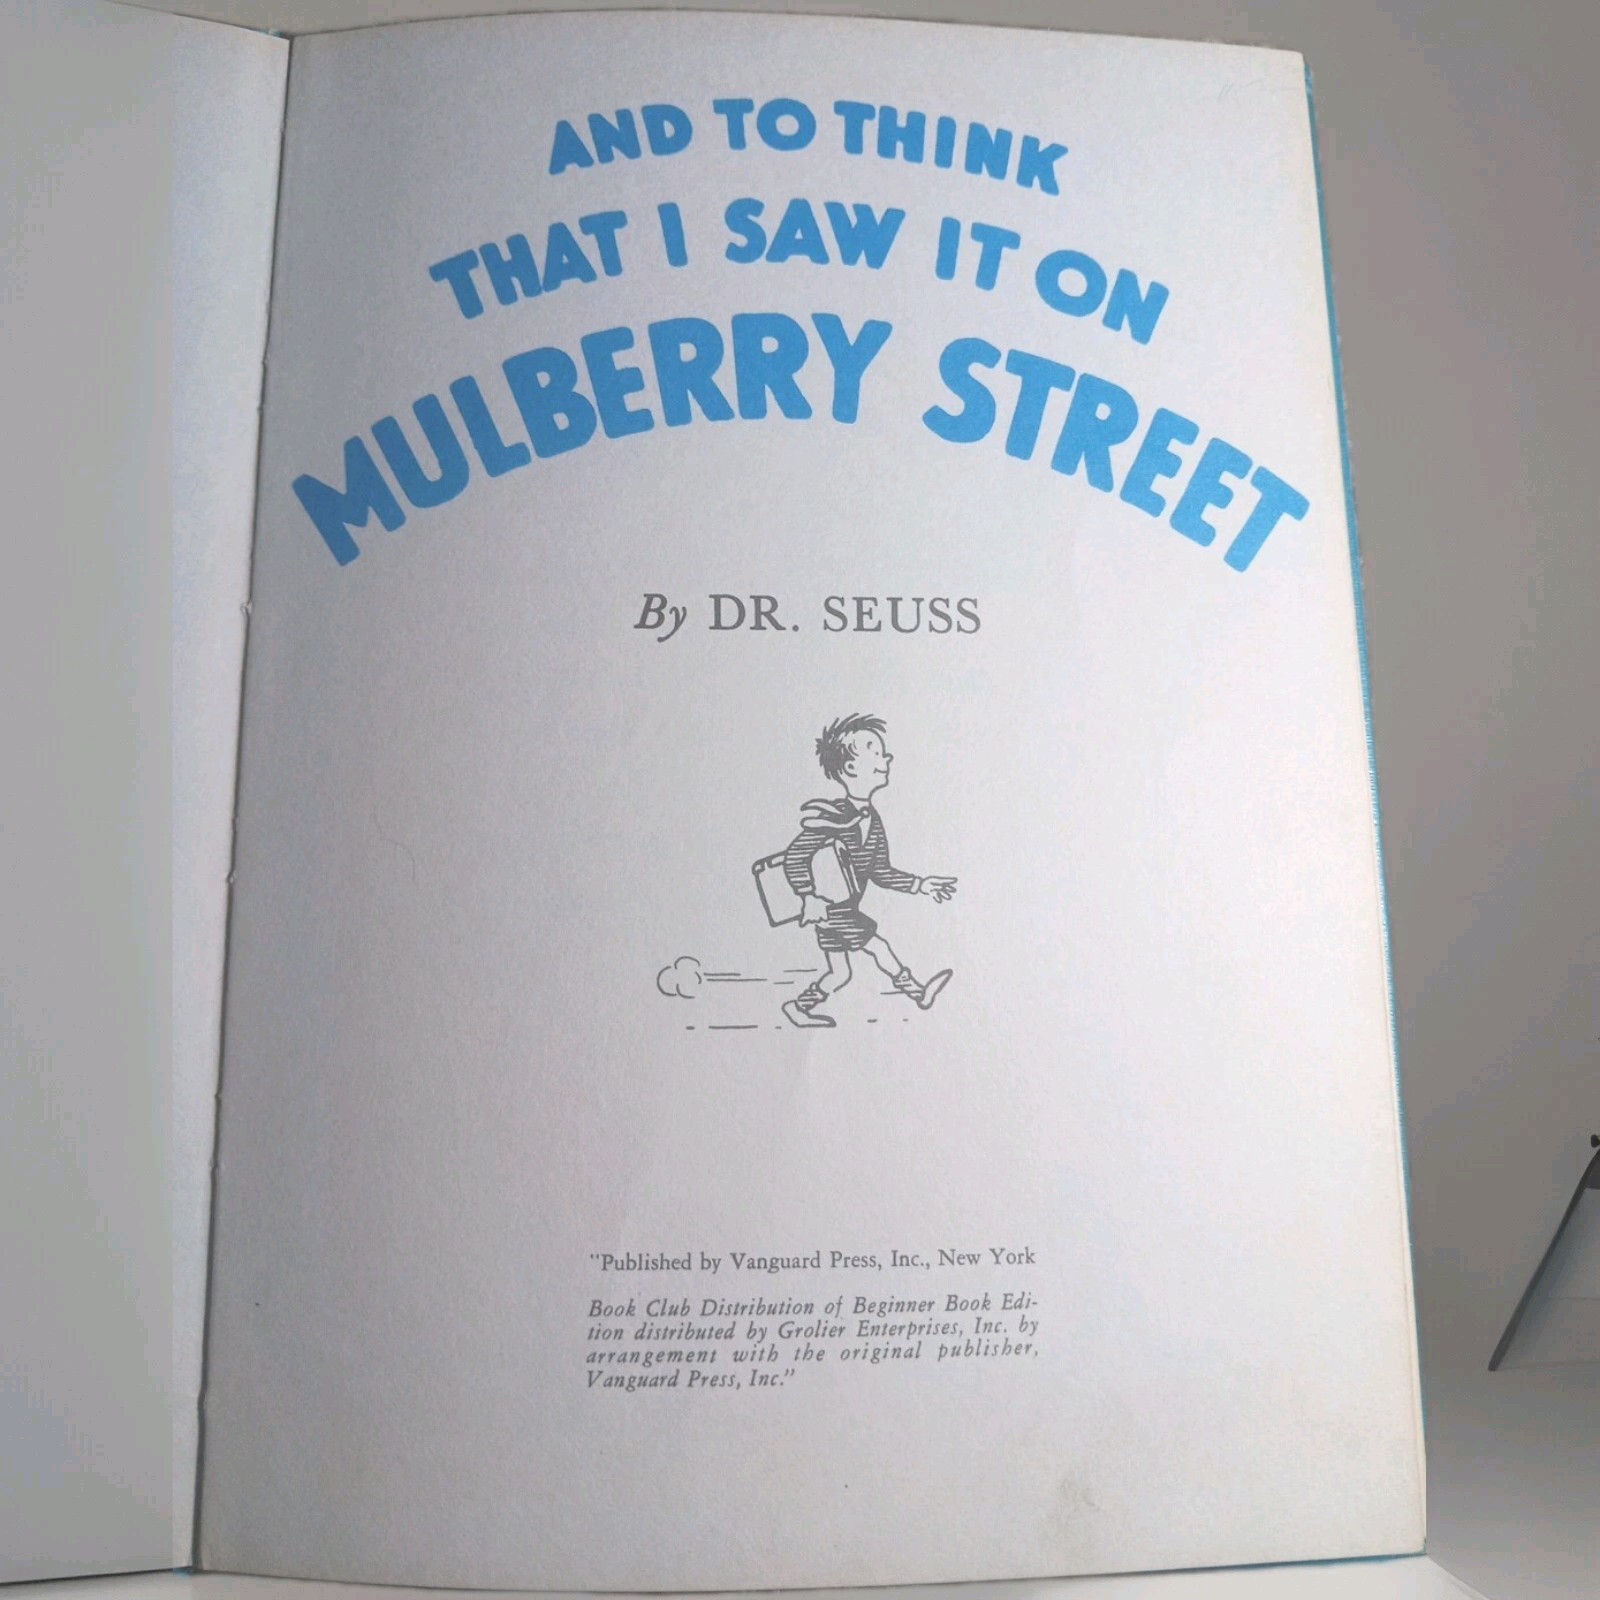 AND TO THINK
THAT I SAW IT ON
MULBERRY STREET
By DR. SEUSS
"Published by Vanguard Press, Inc., New York
Book Club Distribution of Beginner Book Edi-
tion distributed by Grolier Enterprises, Inc. by
arrangement with the original publisher,
Vanguard Press, Inc."